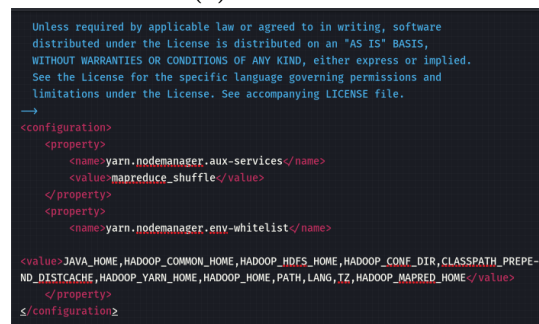 Unless required by applicable law or agreed to in writing, software
distributed under the License is distributed on an "AS IS" BASIS,
WITHOUT WARRANTIES OR CONDITIONS OF ANY KIND, either express or implied.
See the License for the specific language governing permissions and
limitations under the License. See accompanying LICENSE file.
-->
<configuration>
<property>
<name>yarn.nodemanager.aux-services</name>
<value>mapreduce_shuffle</value>
</property>
<property>
<name>yarn.nodemanager.env-whitelist</name>
<value>JAVA_HOME,HADOOP_COMMON_HOME,HADOOP_HDFS_HOME,HADOOP_CONF_DIR,CLASSPATH_PREPE-
ND_DISTCACHE,HADOOP_YARN_HOME,HADOOP_HOME,PATH,LANG,TZ,HADOOP_MAPRED_HOME</value>
</property>
</configuration>